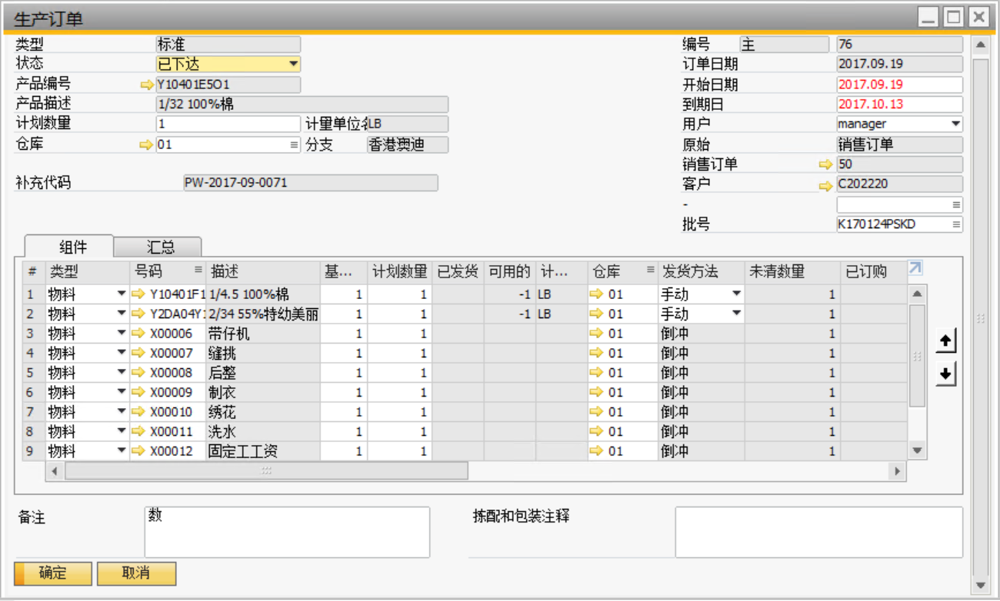 生产订单
类型 标准 编号 主 76
状态 已下达 订单日期 2017.09.19
产品编号 Y10401E5O1 开始日期 2017.09.19
产品描述 1/32 100%棉 到期日 2017.10.13
计划数量 1 计量单位名 LB 用户 manager
仓库 01 分支 香港澳迪 原始 销售订单
销售订单 50
补充代码 PW-2017-09-0071 客户 C202220
-
批号 K170124PSKD
组件 汇总
# 类型 号码 描述 基... 计划数量 已发货 可用的 计... 仓库 发货方法 未清数量 已订购
1 物料 Y10401F1 1/4.5 100%棉 1 1 -1 LB 01 手动 1
2 物料 Y2DA04Y1 2/34 55%特幼美丽 1 1 -1 LB 01 手动 1
3 物料 X00006 带仔机 1 1 01 倒冲 1
4 物料 X00007 缝挑 1 1 01 倒冲 1
5 物料 X00008 后整 1 1 01 倒冲 1
6 物料 X00009 制衣 1 1 01 倒冲 1
7 物料 X00010 绣花 1 1 01 倒冲 1
8 物料 X00011 洗水 1 1 01 倒冲 1
9 物料 X00012 固定工工资 1 1 01 倒冲 1
备注 数 拣配和包装注释
确定 取消